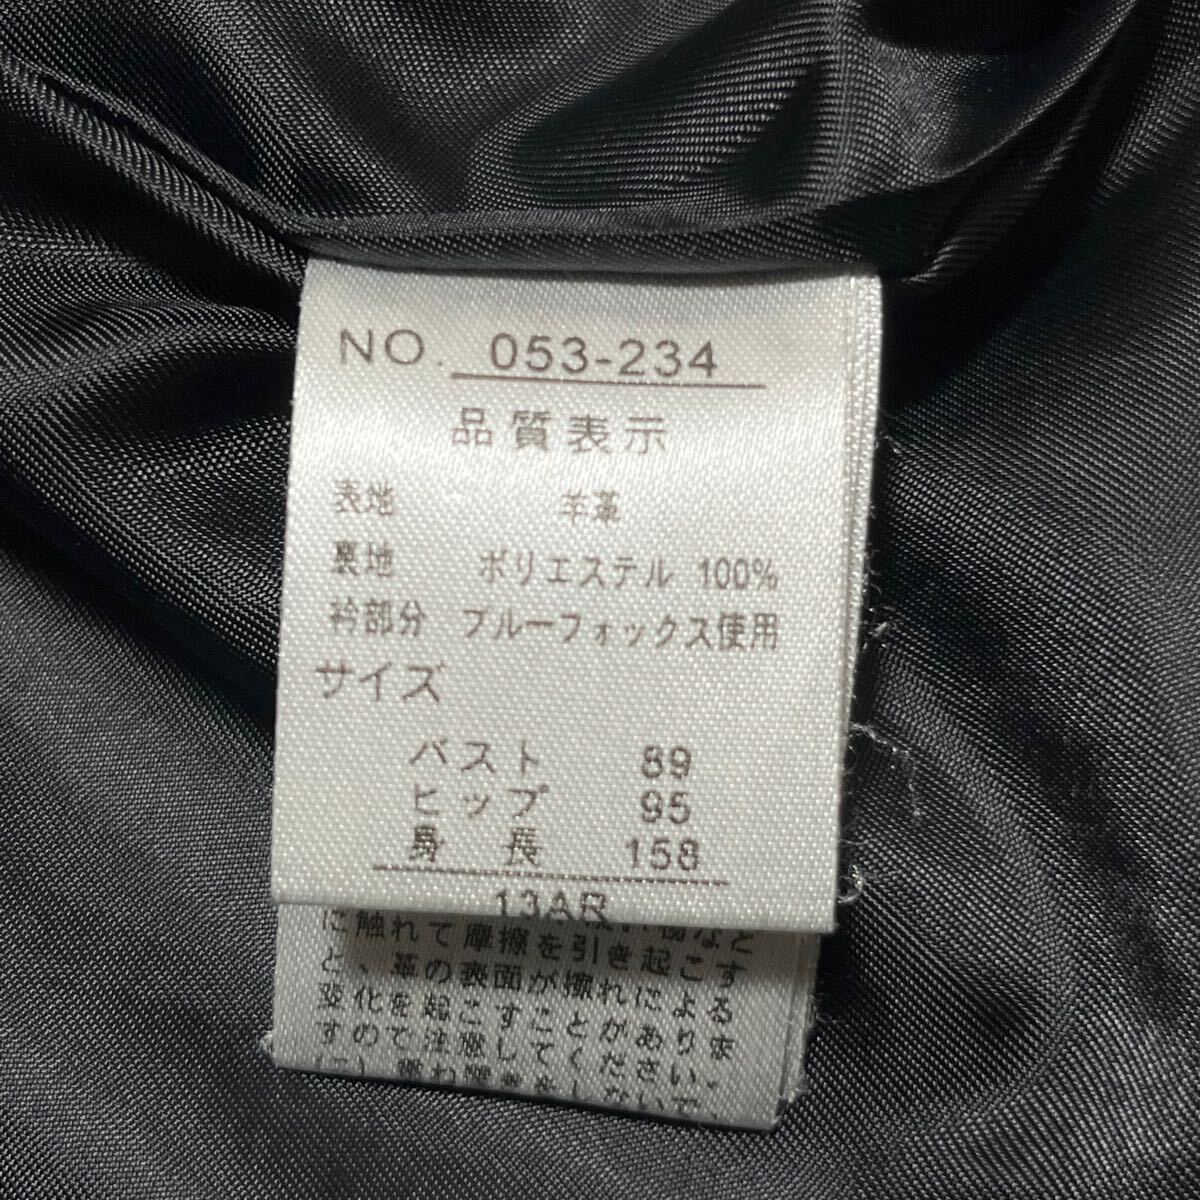 NO. 053-234
品質表示
表地 羊革
裏地 ポリエステル 100%
衿部分 ブルーフォックス使用
サイズ
バスト 89
ヒップ 95
身長 158
13AR
に触れて摩擦を引き起こす
と、革の表面が擦れによる
変化を起こすことがありま
すので注意してください。